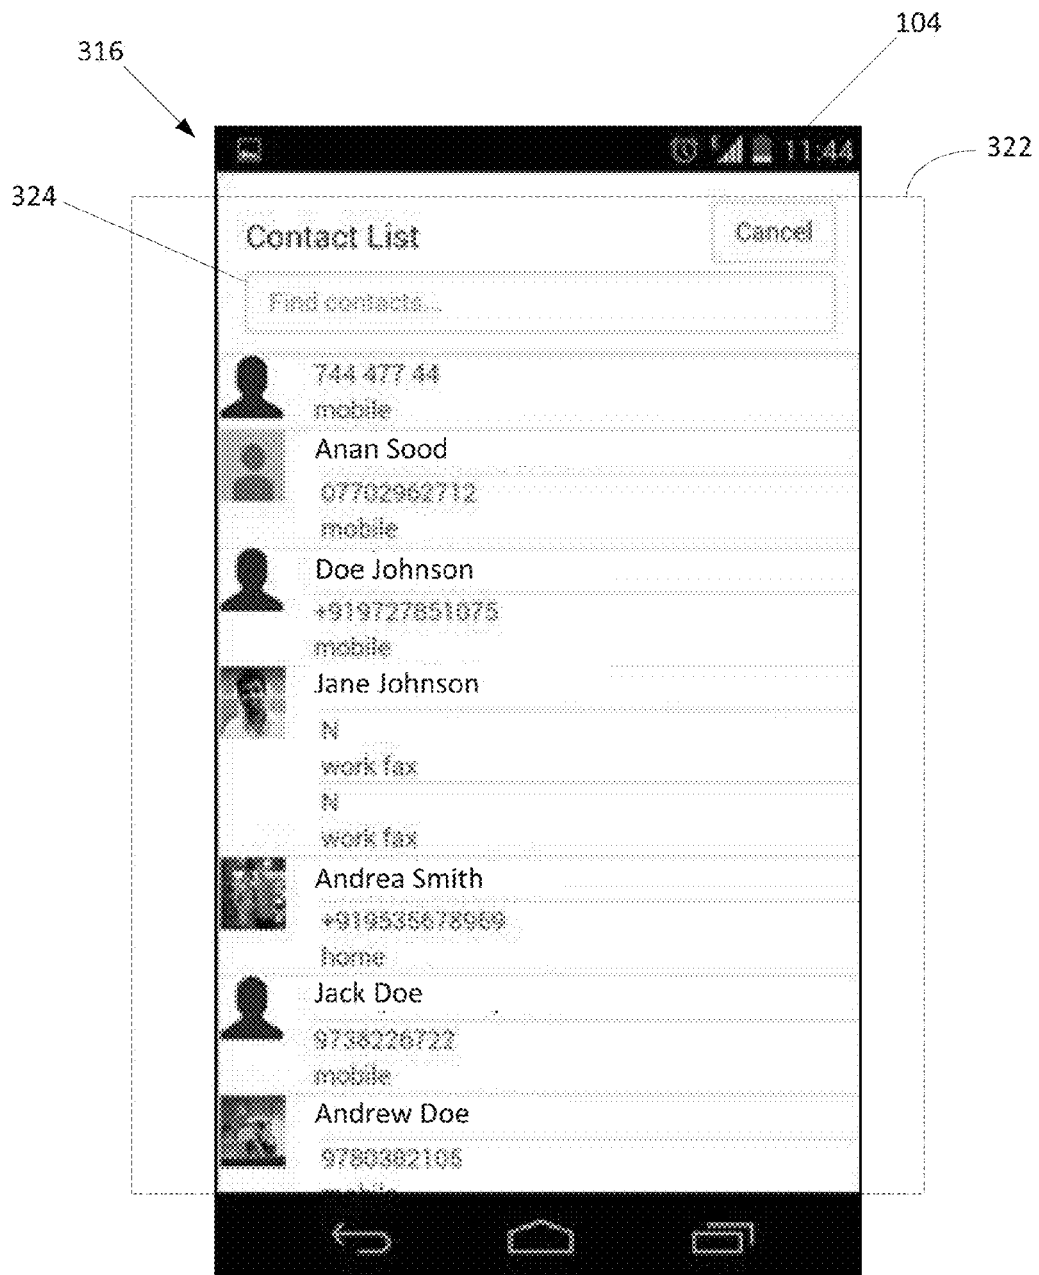 104
316
11:44
322
324
Contact List
Cancel
Find contacts...
744 477 44
mobile
Anan Sood
07702962712
mobile
Doe Johnson
+919727851075
mobile
Jane Johnson
N
work fax
N
work fax
Andrea Smith
+919535678969
home
Jack Doe
9738226722
mobile
Andrew Doe
9780382105
mobile